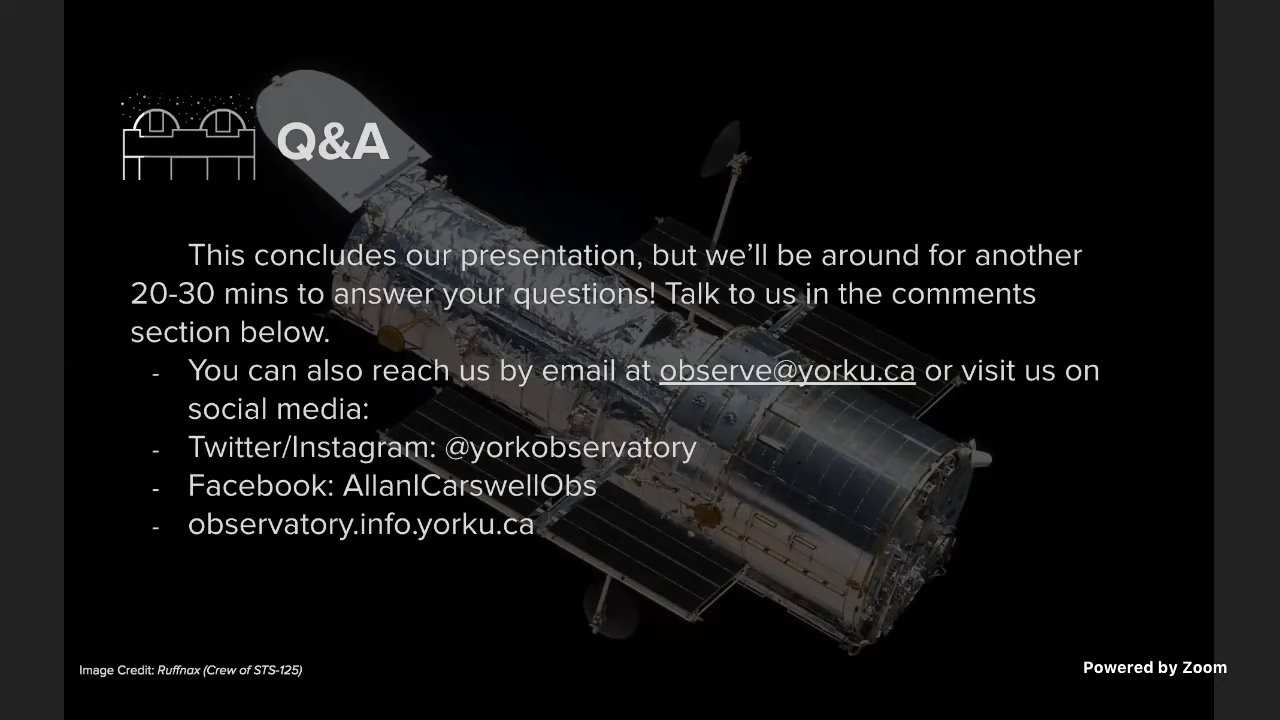 Q&A
This concludes our presentation, but we'll be around for another
20-30 mins to answer your questions! Talk to us in the comments
section below.
- You can also reach us by email at observe@yorku.ca or visit us on
social media:
- Twitter/Instagram: @yorkobservatory
- Facebook: AllanICarswellObs
- observatory.info.yorku.ca
Image Credit: Ruffnax (Crew of STS-125)
Powered by Zoom